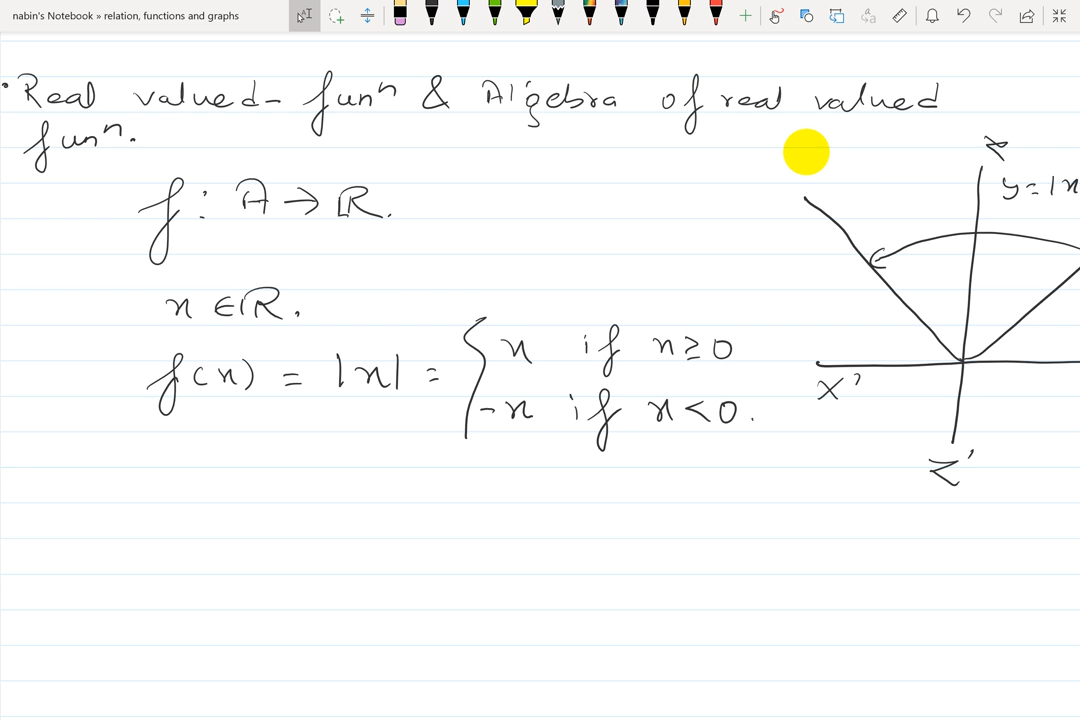 nabin's Notebook » relation, functions and graphs
• Real valued - funⁿ & Algebra of real valued
funⁿ.
f : A → R.
x ∈ R.
f(x) = |x| = { x if x ≥ 0
-x if x < 0.
Z
y = |x
X'
Z'